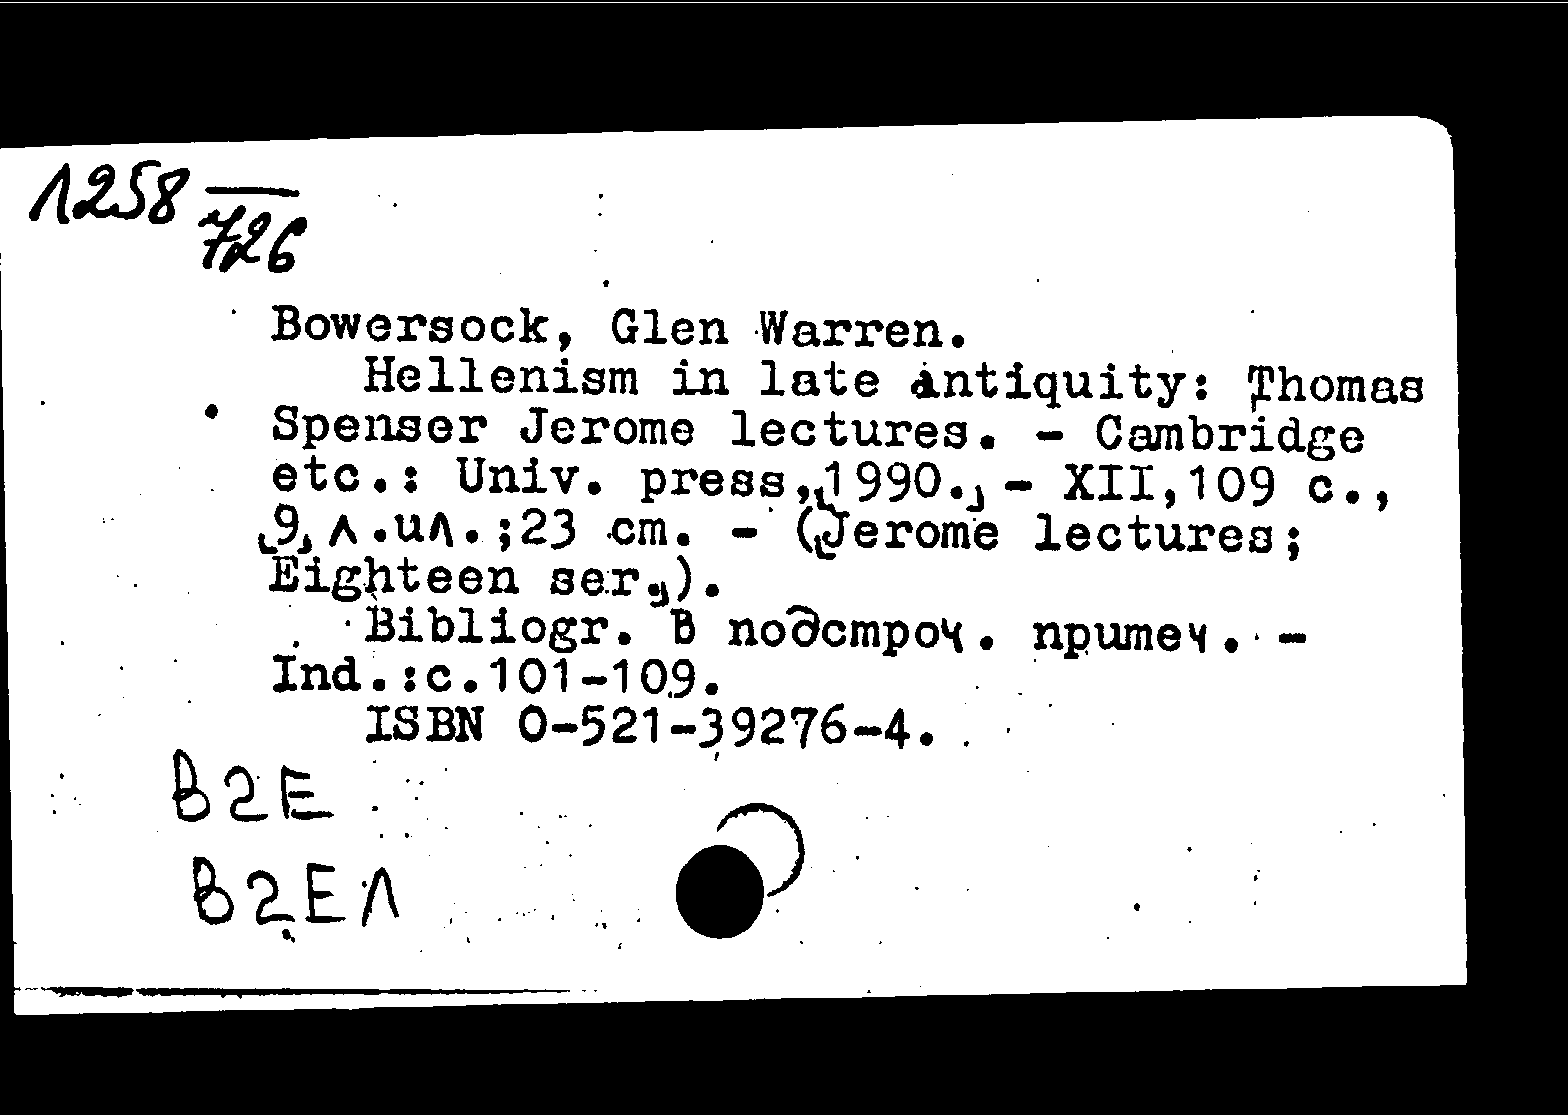 1258 —
726
Bowersock, Glen Warren.
Hellenism in late antiquity: Thomas
Spenser Jerome lectures. - Cambridge
etc.: Univ. press, [1990.] - XII,109 c.,
[9] л.ил.;23 cm. - ([Jerome lectures;
Eighteen ser.]).
Bibliogr. В подстроч. примеч. -
Ind.:c.101-109.
ISBN 0-521-39276-4.
В2Е
В2ЕЛ